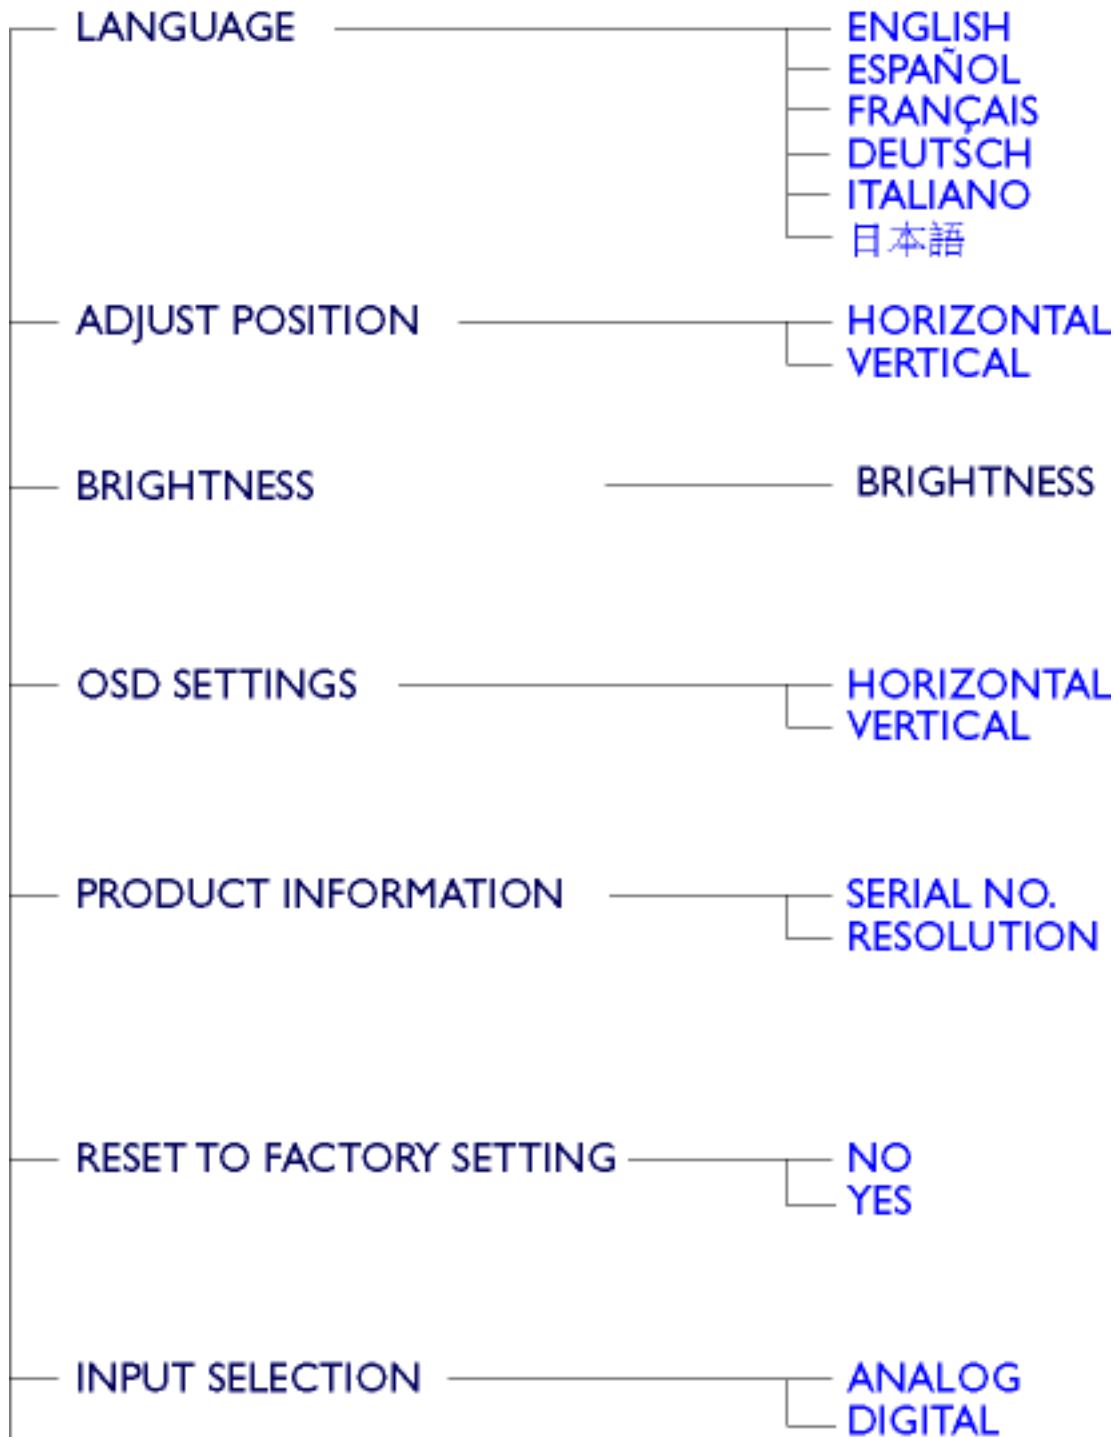 LANGUAGE
ENGLISH
ESPAÑOL
FRANÇAIS
DEUTSCH
ITALIANO
日本語
ADJUST POSITION
HORIZONTAL
VERTICAL
BRIGHTNESS
BRIGHTNESS
OSD SETTINGS
HORIZONTAL
VERTICAL
PRODUCT INFORMATION
SERIAL NO.
RESOLUTION
RESET TO FACTORY SETTING
NO
YES
INPUT SELECTION
ANALOG
DIGITAL